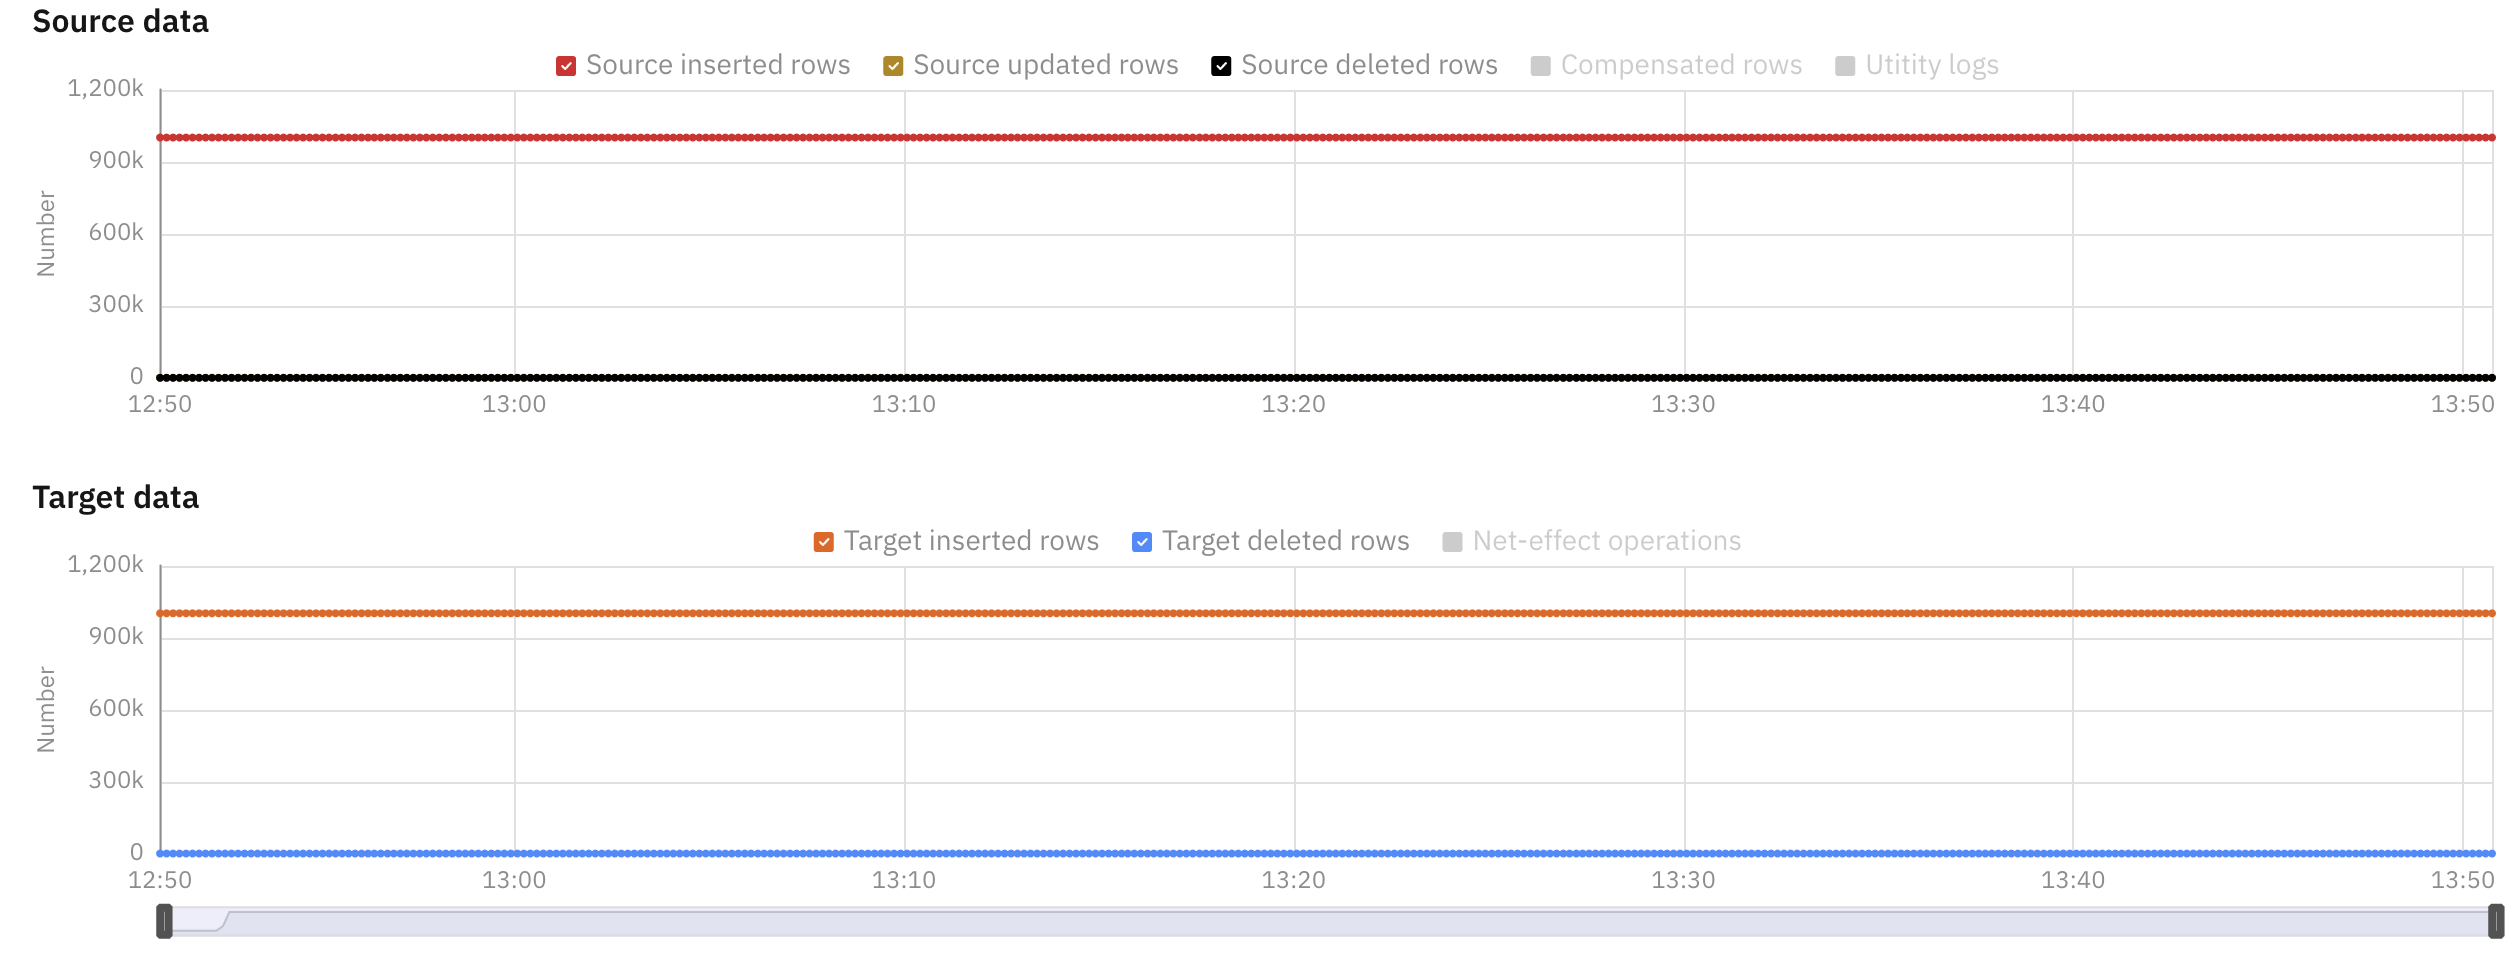 Source data
Source inserted rows Source updated rows Source deleted rows Compensated rows Utitity logs
1,200k
900k
600k
300k
0
Number
12:50 13:00 13:10 13:20 13:30 13:40 13:50
Target data
Target inserted rows Target deleted rows Net-effect operations
1,200k
900k
600k
300k
0
Number
12:50 13:00 13:10 13:20 13:30 13:40 13:50